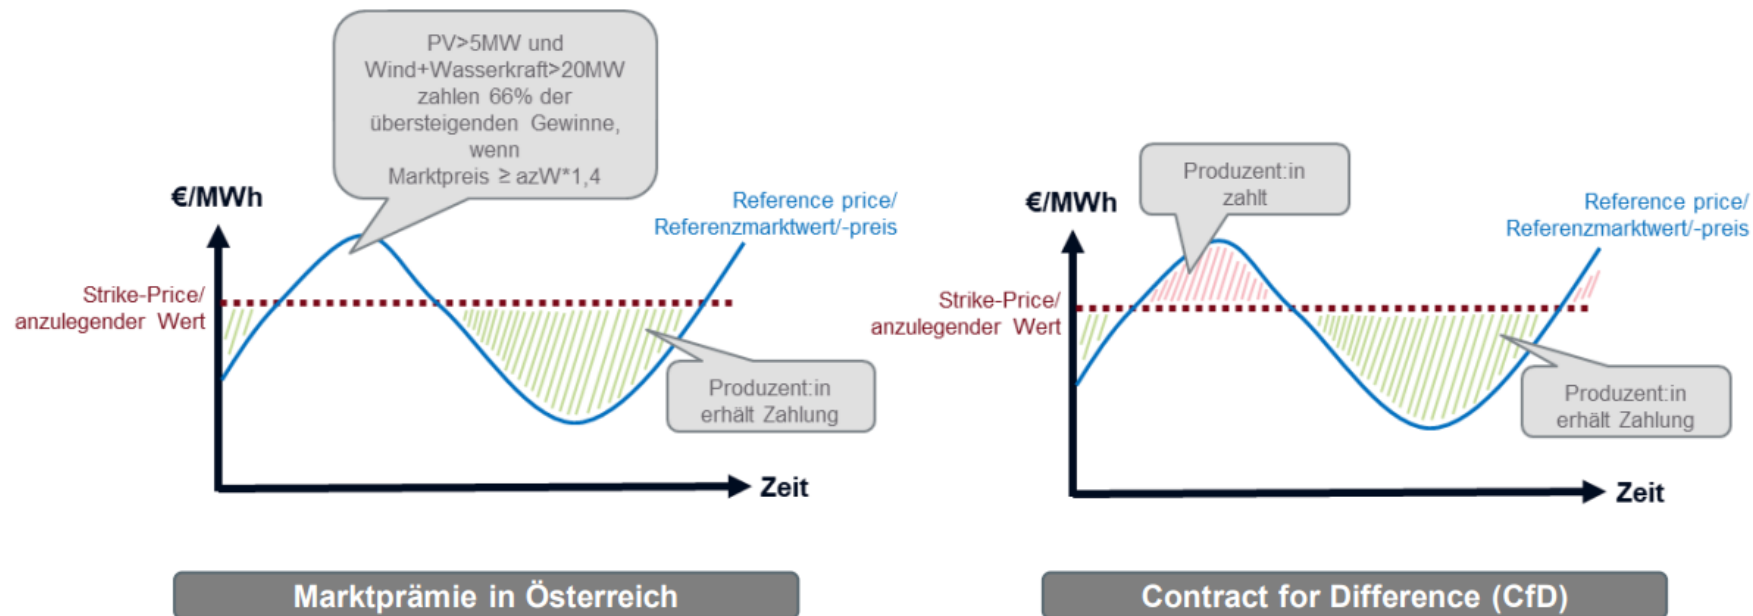 PV>5MW und
Wind+Wasserkraft>20MW
zahlen 66% der
übersteigenden Gewinne,
wenn
Marktpreis ≥ azW*1,4
€/MWh
Reference price/
Referenzmarktwert/-preis
Strike-Price/
anzulegender Wert
Produzent:in
erhält Zahlung
Zeit
Marktprämie in Österreich
Produzent:in
zahlt
€/MWh
Reference price/
Referenzmarktwert/-preis
Strike-Price/
anzulegender Wert
Produzent:in
erhält Zahlung
Zeit
Contract for Difference (CfD)